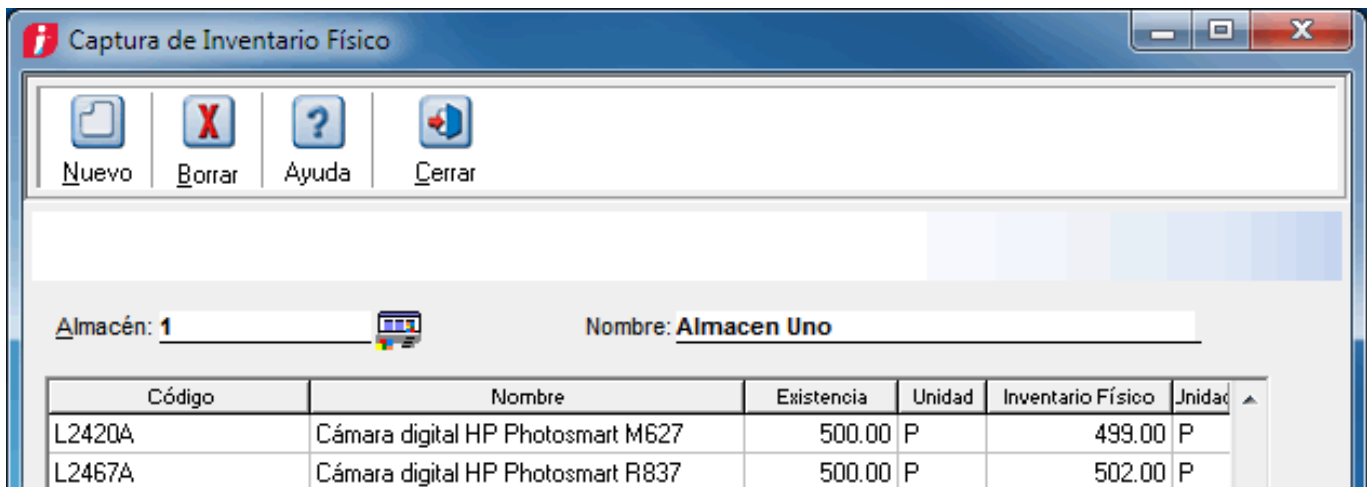 Captura de Inventario Físico
Nuevo Borrar Ayuda Cerrar
Almacén: 1 Nombre: Almacen Uno
Código Nombre Existencia Unidad Inventario Físico Unidad
L2420A Cámara digital HP Photosmart M627 500.00 P 499.00 P
L2467A Cámara digital HP Photosmart R837 500.00 P 502.00 P